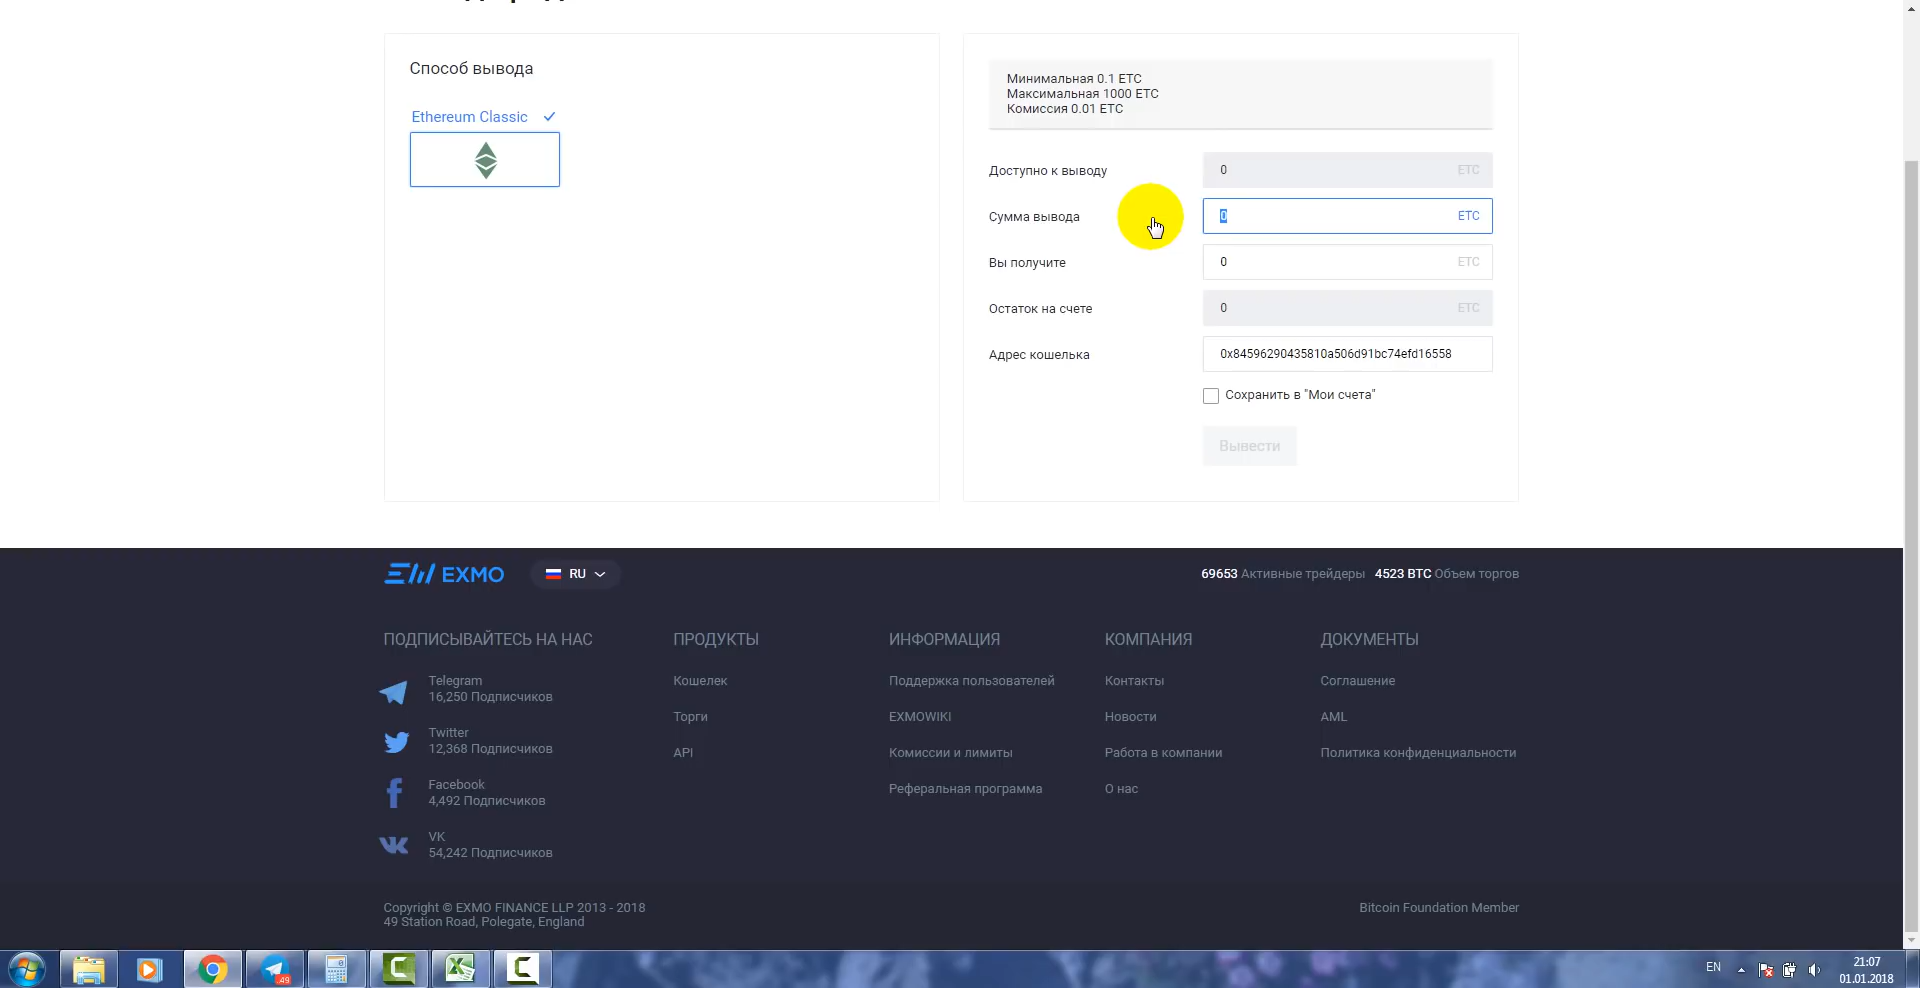 Способ вывода
Ethereum Classic
Минимальная 0.1 ETC
Максимальная 1000 ETC
Комиссия 0.01 ETC
Доступно к выводу 0 ETC
Сумма вывода 0 ETC
Вы получите 0 ETC
Остаток на счете 0 ETC
Адрес кошелька 0x84596290435810a506d91bc74efd16558
Сохранить в "Мои счета"
Вывести
EXMO RU
69653 Активные трейдеры 4523 BTC Объем торгов
ПОДПИСЫВАЙТЕСЬ НА НАС
Telegram
16,250 Подписчиков
Twitter
12,368 Подписчиков
Facebook
4,492 Подписчиков
VK
54,242 Подписчиков
ПРОДУКТЫ
Кошелек
Торги
API
ИНФОРМАЦИЯ
Поддержка пользователей
EXMOWIKI
Комиссии и лимиты
Реферальная программа
КОМПАНИЯ
Контакты
Новости
Работа в компании
О нас
ДОКУМЕНТЫ
Соглашение
AML
Политика конфиденциальности
Copyright © EXMO FINANCE LLP 2013 - 2018
49 Station Road, Polegate, England
Bitcoin Foundation Member
49
EN
21:07
01.01.2018